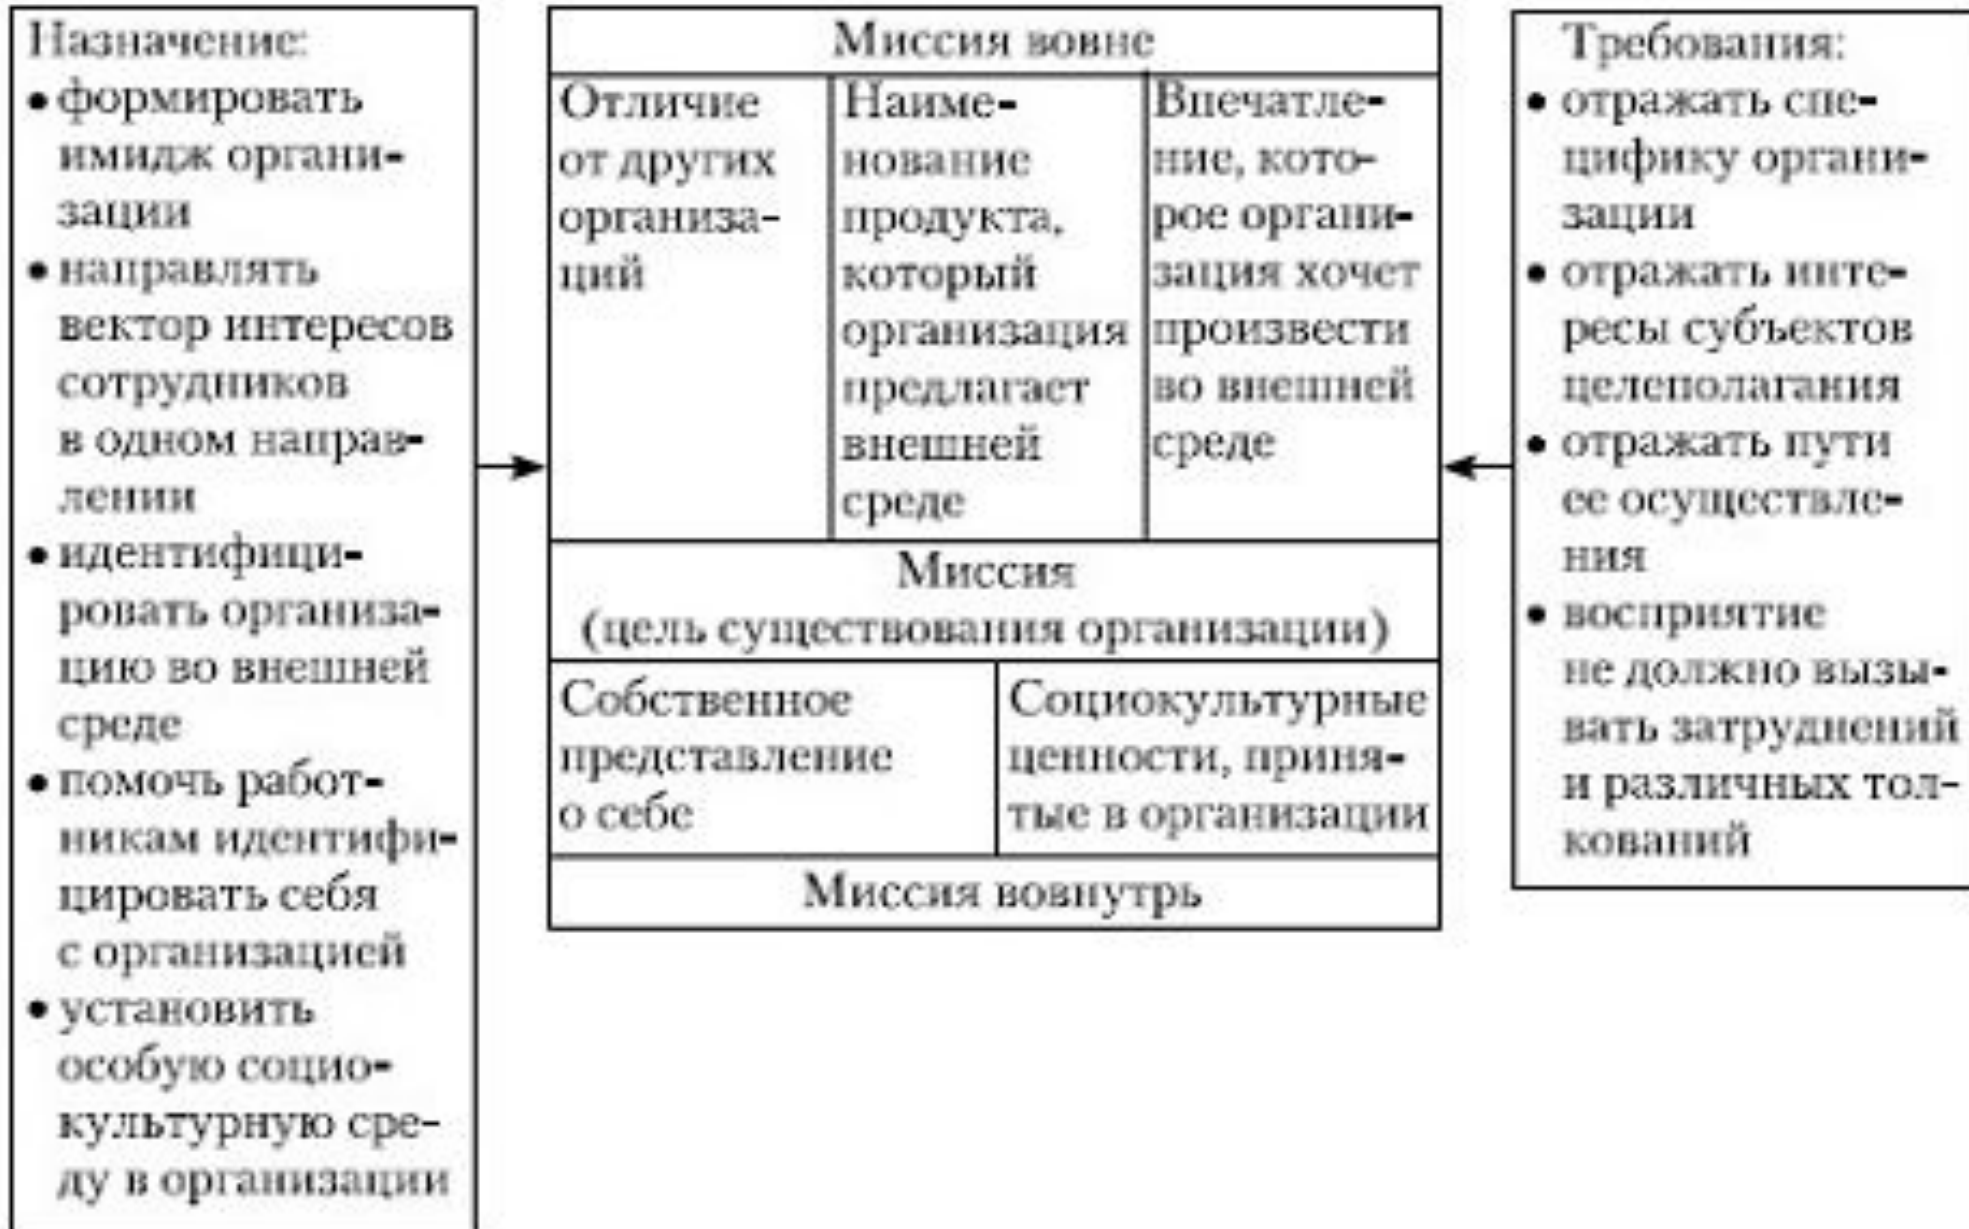 Назначение:
• формировать
имидж органи-
зации
• направлять
вектор интересов
сотрудников
в одном направ-
лении
• идентифици-
ровать организа-
цию во внешней
среде
• помочь работ-
никам идентифи-
цировать себя
с организацией
• установить
особую социо-
культурную сре-
ду в организации
Миссия вовне
Отличие
от других
организа-
ций
Наиме-
нование
продукта,
который
организация
предлагает
внешней
среде
Впечатле-
ние, кото-
рое органи-
зация хочет
произвести
во внешней
среде
Миссия
(цель существования организации)
Собственное
представление
о себе
Социокультурные
ценности, приня-
тые в организации
Миссия вовнутрь
Требования:
• отражать спе-
цифику органи-
зации
• отражать инте-
ресы субъектов
целеполагания
• отражать пути
ее осуществле-
ния
• восприятие
не должно вызы-
вать затруднений
и различных тол-
кований